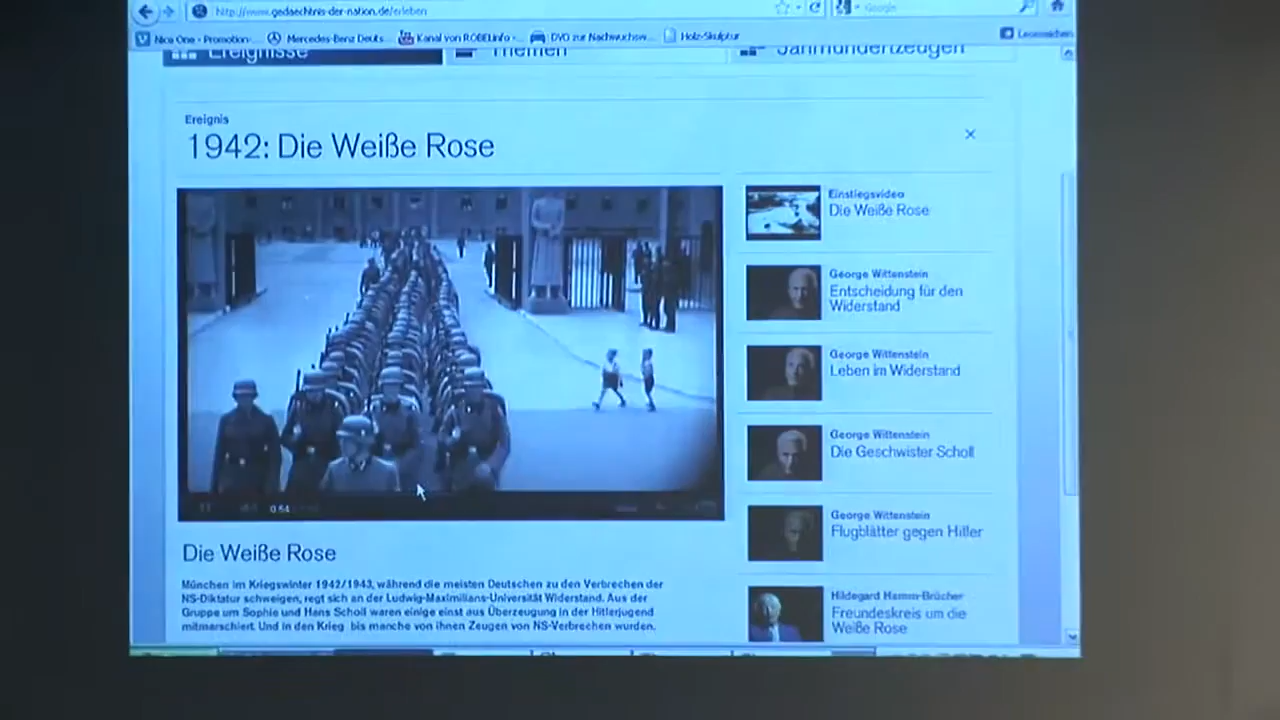 http://www.gedaechtnis-der-nation.de/erleben
Google
Nice One - Promotion-...
Mercedes-Benz Deuts...
Kanal von ROBELinfo -...
DVD zur Nachwuchsw...
Holz-Skulptur
Lesezeichen
Ereignisse
Themen
Jahrhundertzeugen
Ereignis
1942: Die Weiße Rose
Einstiegsvideo
Die Weiße Rose
George Wittenstein
Entscheidung für den
Widerstand
George Wittenstein
Leben im Widerstand
George Wittenstein
Die Geschwister Scholl
George Wittenstein
Flugblätter gegen Hitler
Hildegard Hamm-Brücher
Freundeskreis um die
Weiße Rose
0:54
Die Weiße Rose
München im Kriegswinter 1942/1943, während die meisten Deutschen zu den Verbrechen der
NS-Diktatur schweigen, regt sich an der Ludwig-Maximilians-Universität Widerstand. Aus der
Gruppe um Sophie und Hans Scholl waren einige einst aus Überzeugung in der Hitlerjugend
mitmarschiert. Und in den Krieg bis manche von ihnen Zeugen von NS-Verbrechen wurden.